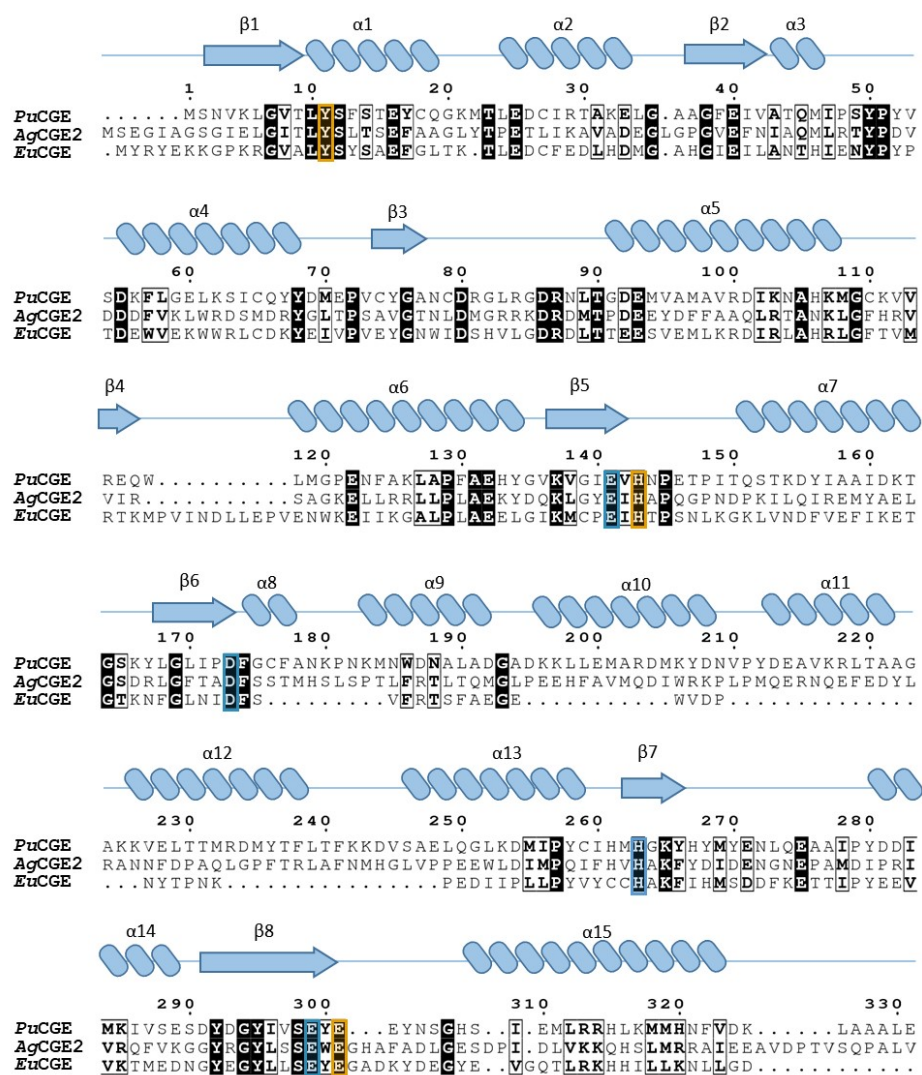 β1 α1 α2 β2 α3
1 10 20 30 40 50
PuCGE ......MSNVKLGVTLYSFSTEYCQGKMTLEDCIRTAKELG.AAGFEIVATQMIPSYPYV
AgCGE2 MSEGIAGSGIELGITLYSLTSEFAAGLYTPETLIKAVADEGLGPGVEFNIAQMLRTYPDV
EuCGE MYRYEKKGPKRGVALYSYSAEFGLTK.TLEDCFEDLHDMG.AHGIEILANTHIENYPYP
α4 β3 α5
60 70 80 90 100 110
PuCGE SDKFLGELKSICQYYDMEPVCYGANCDRGLRGDRNLTGDEMVAMAVRDIKNAHKMGCKVV
AgCGE2 DDDFVKLWRDSMDRYGLTPSAVGTNLDMGRRKDRDMTPDEEYDFFAAQLRTANKLGFHRV
EuCGE TDEWVEKWWRLCDKYEIVPVEYGNWIDSHVLGDRDLTTEESVEMLKRDIRLAHRLGFTVM
β4 α6 β5 α7
120 130 140 150 160
PuCGE REQW...........LMGPENFAKLAPFAEHYGVKVGIEVHNPETPITQSTKDYIAAIDKT
AgCGE2 VIR............SAGKELLRRLLPLAEKYDQKLGYEIHAPQGPNDPKILQIREMYAEL
EuCGE RTKMPVINDLLEPVENWKEIIKGALPLAEELGIKMCPEIHTPSNLKGKLVNDFVEFIKET
β6 α8 α9 α10 α11
170 180 190 200 210 220
PuCGE GSKYLGLIPDFGCFANKPNKMNWDNALADGADKKLLEMARDMKYDNVPYDEAVKRLTAAG
AgCGE2 GSDRLGFTADFSSTMHSLSPTLFRTLTQMGLPEEHFAVMQDIWRKPLPMQERNQEFEDYL
EuCGE GTKNFGLNIDFS.........VFRTSFAEGE..............WVDP...........
α12 α13 β7
230 240 250 260 270 280
PuCGE AKKVELTTMRDMYTFLTFKKDVSAELQGLKDMIPYCIHMHGKYHYMYENLQEAAIPYDDI
AgCGE2 RANNFDPAQLGPFTRLAFNMHGLVPPEEWLDIMPQIFHVHAKFYDIDENGNEPAMDIPRI
EuCGE ...NYTPNK................PEDIIPLLPYVYCCHAKFIHMSDDFKETTIPYEEV
α14 β8 α15
290 300 310 320 330
PuCGE MKIVSESDYDGYIVSEYE...EYNSGHS..I.EMLRRHLKMMHNFVDK......LAAALE
AgCGE2 VRQFVKGGYRGYLSSEWEGHAFADLGESDPI.DLVKKQHSLMRRAIEEAVDPTVSQPALV
EuCGE VKTMEDNGYEGYLLSEYEGADKYDEGYE..VGQTLRKHHILLKNLLGD............